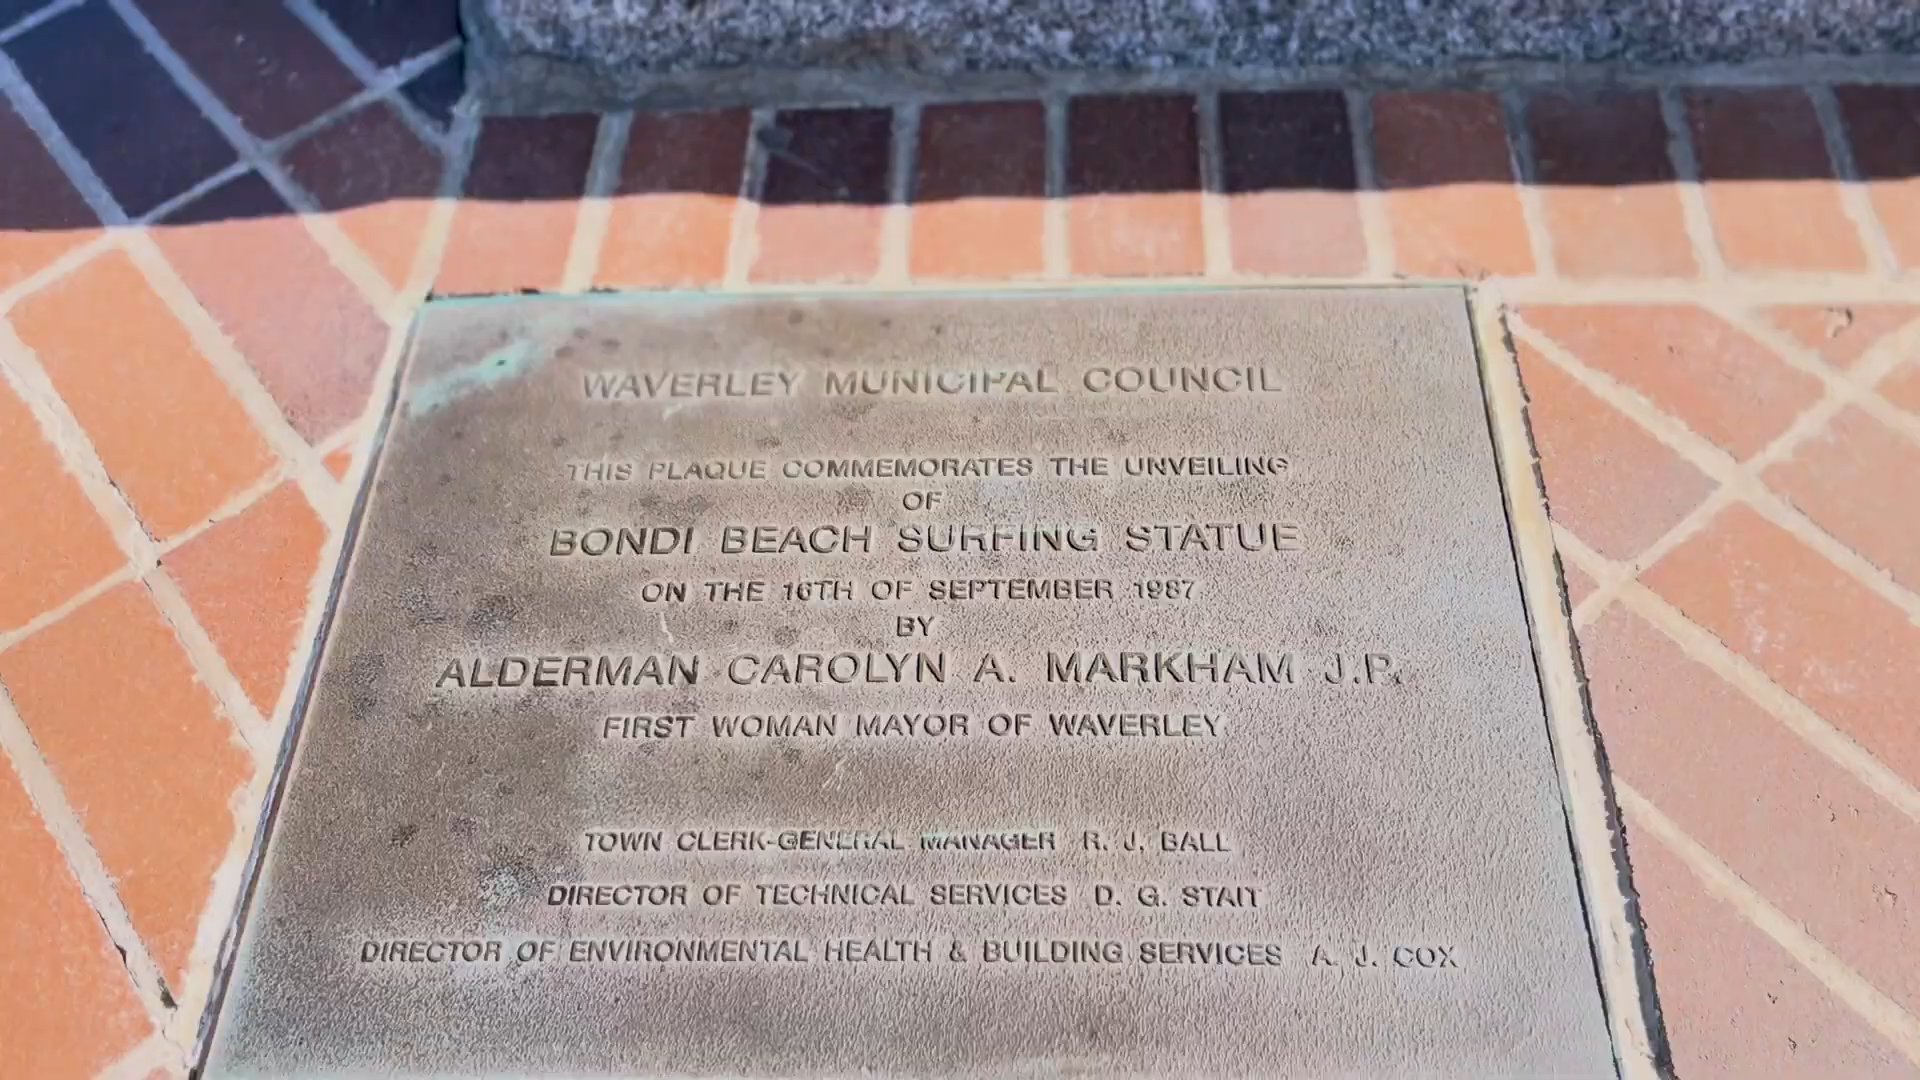 WAVERLEY MUNICIPAL COUNCIL
THIS PLAQUE COMMEMORATES THE UNVEILING
OF
BONDI BEACH SURFING STATUE
ON THE 16TH OF SEPTEMBER 1987
BY
ALDERMAN CAROLYN A. MARKHAM J.P.
FIRST WOMAN MAYOR OF WAVERLEY
TOWN CLERK-GENERAL MANAGER R. J. BALL
DIRECTOR OF TECHNICAL SERVICES D. G. STAIT
DIRECTOR OF ENVIRONMENTAL HEALTH & BUILDING SERVICES A. J. COX